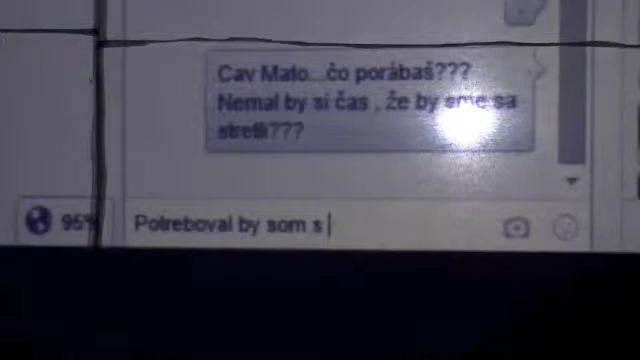 Cav Maťo...čo porábaš???
Nemal by si čas , že by sme sa
stretli???
95%
Potreboval by som s